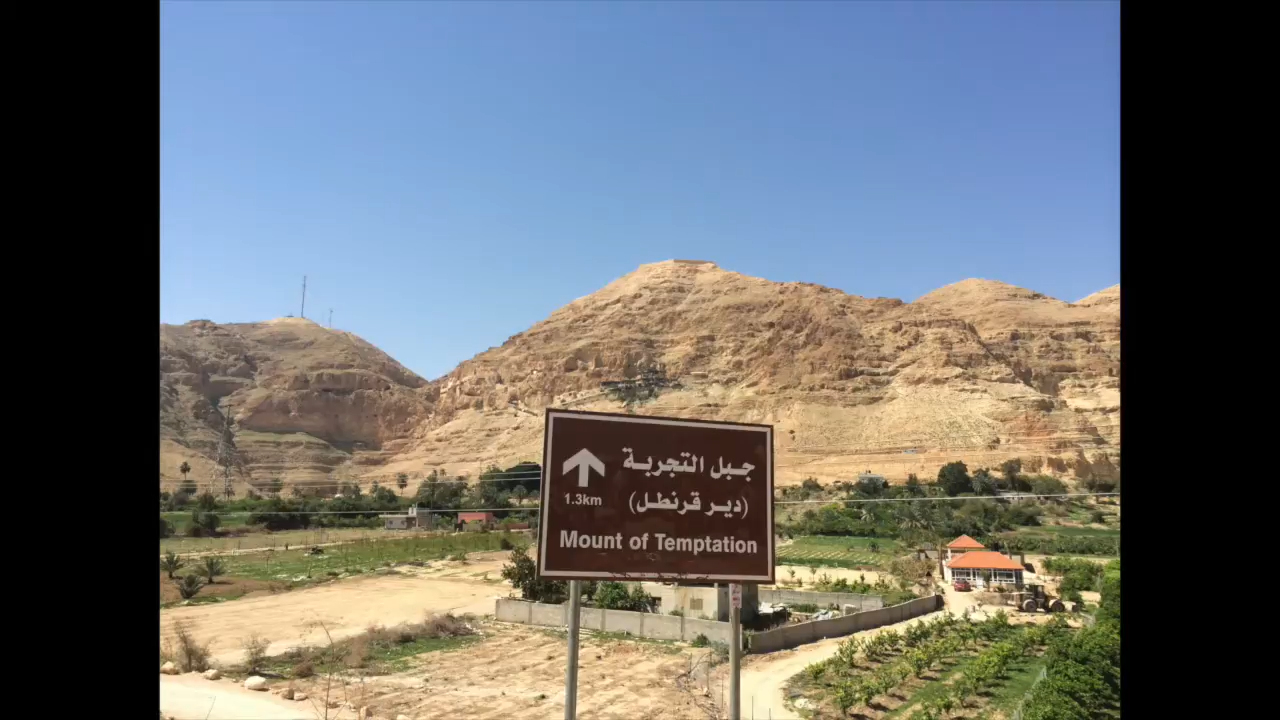 جبل التجربة
1.3km
(دير قرنطل)
Mount of Temptation